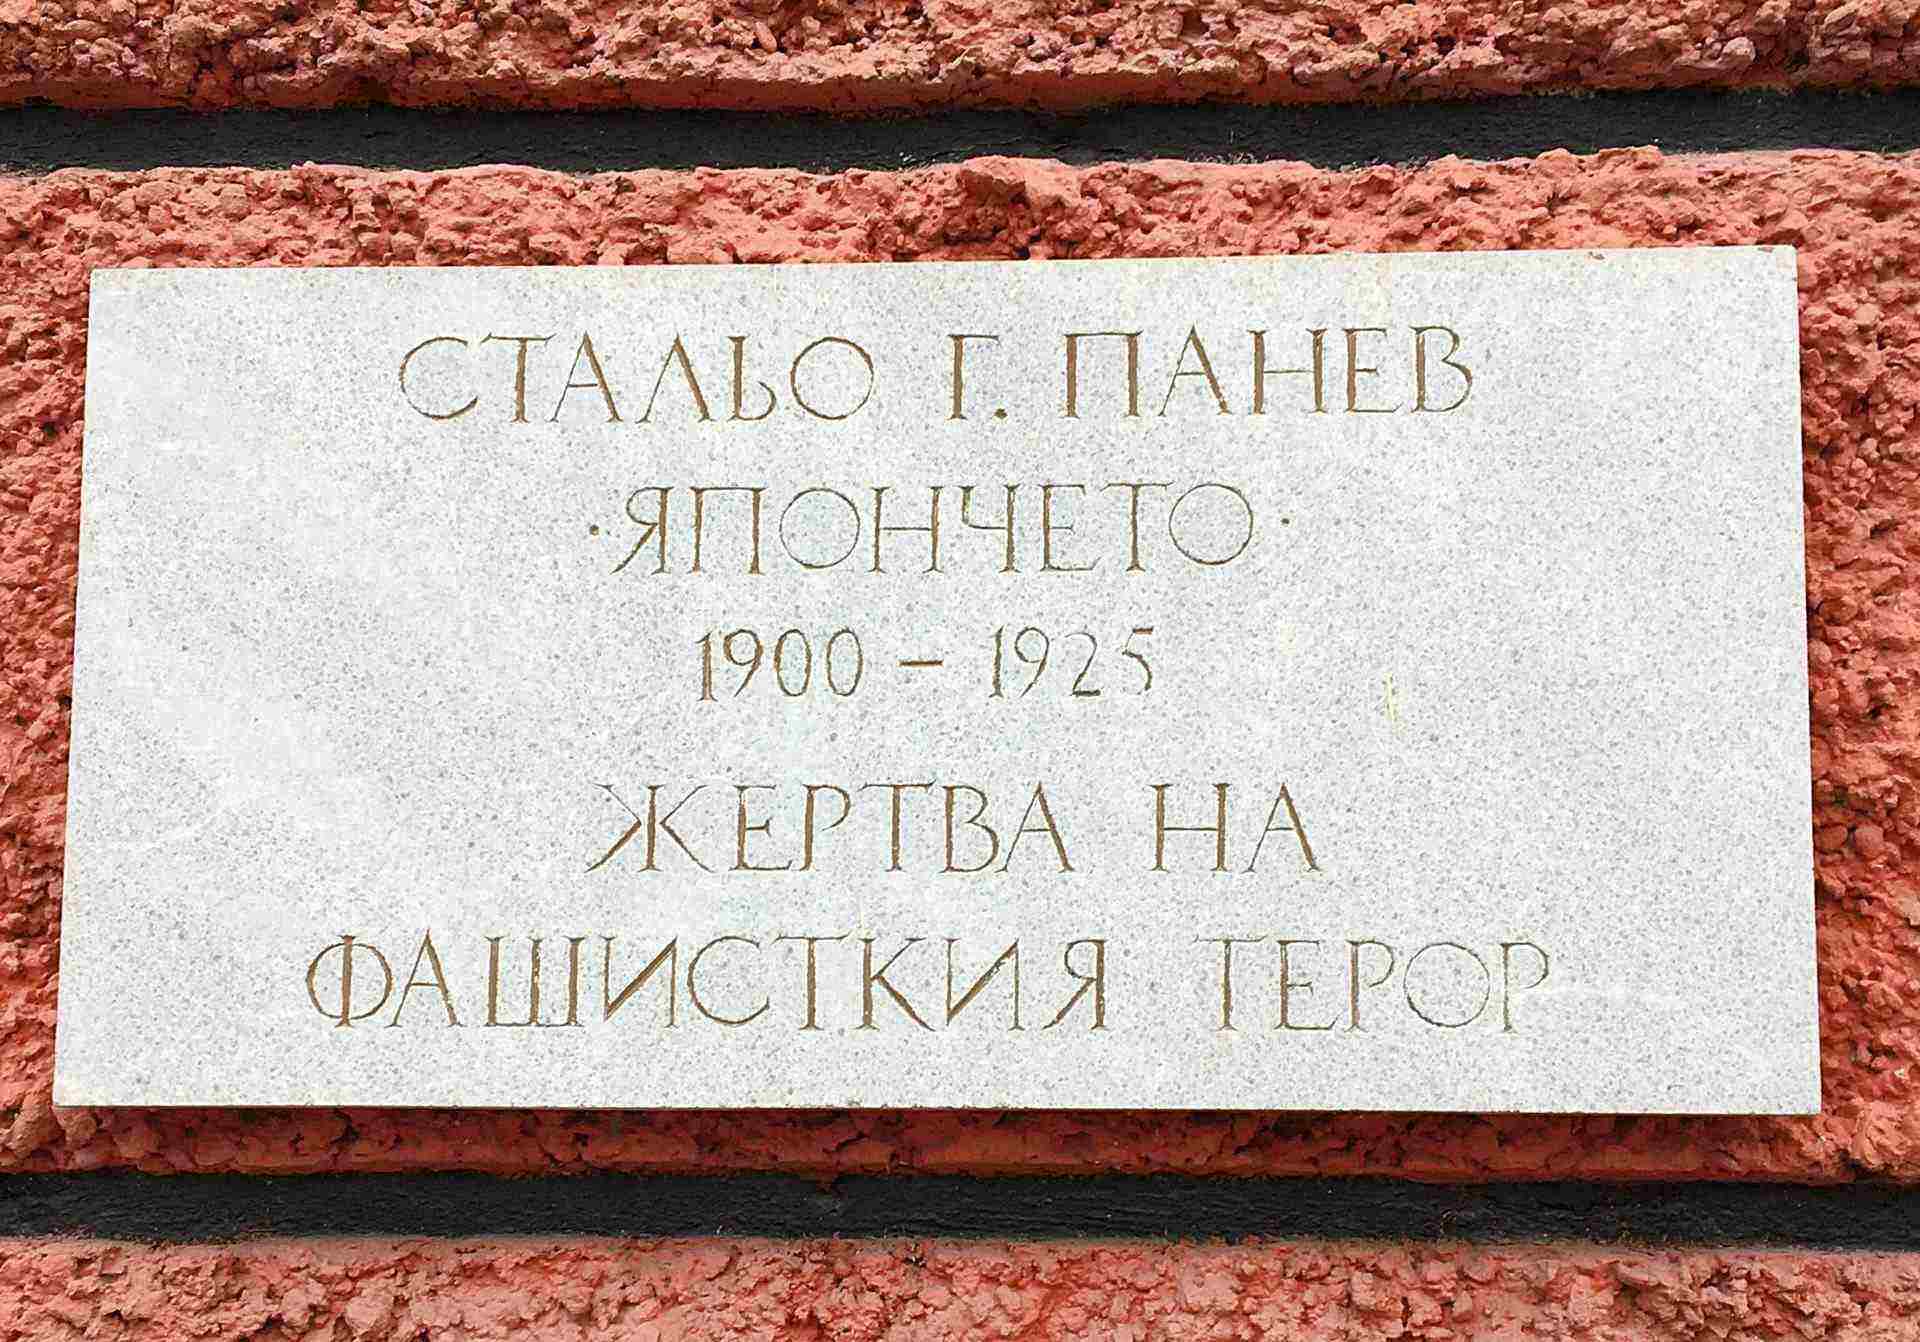 СТАЛЬО Г. ПАНЕВ
·ЯПОНЧЕТО·
1900 – 1925
ЖЕРТВА НА
ФАШИСТКИЯ ТЕРОР